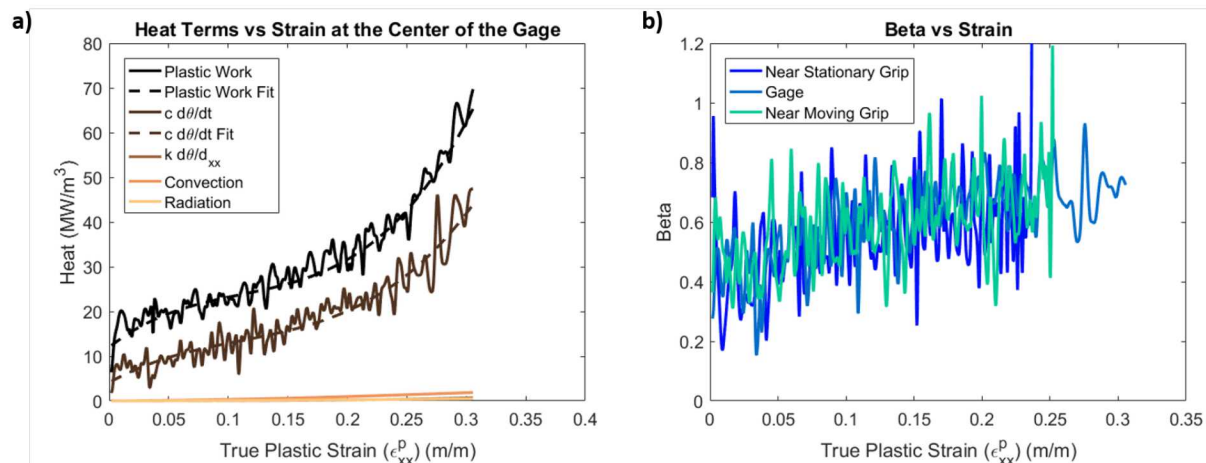 a)
Heat Terms vs Strain at the Center of the Gage
80
70
60
50
40
30
20
10
0
Heat (MW/m³)
Plastic Work
Plastic Work Fit
c dθ/dt
c dθ/dt Fit
k dθ/d_xx
Convection
Radiation
0 0.05 0.1 0.15 0.2 0.25 0.3 0.35 0.4
True Plastic Strain (ϵ^p_xx) (m/m)
b)
Beta vs Strain
1.2
1
0.8
0.6
0.4
0.2
0
Beta
Near Stationary Grip
Gage
Near Moving Grip
0 0.05 0.1 0.15 0.2 0.25 0.3 0.35
True Plastic Strain (ϵ^p_xx) (m/m)